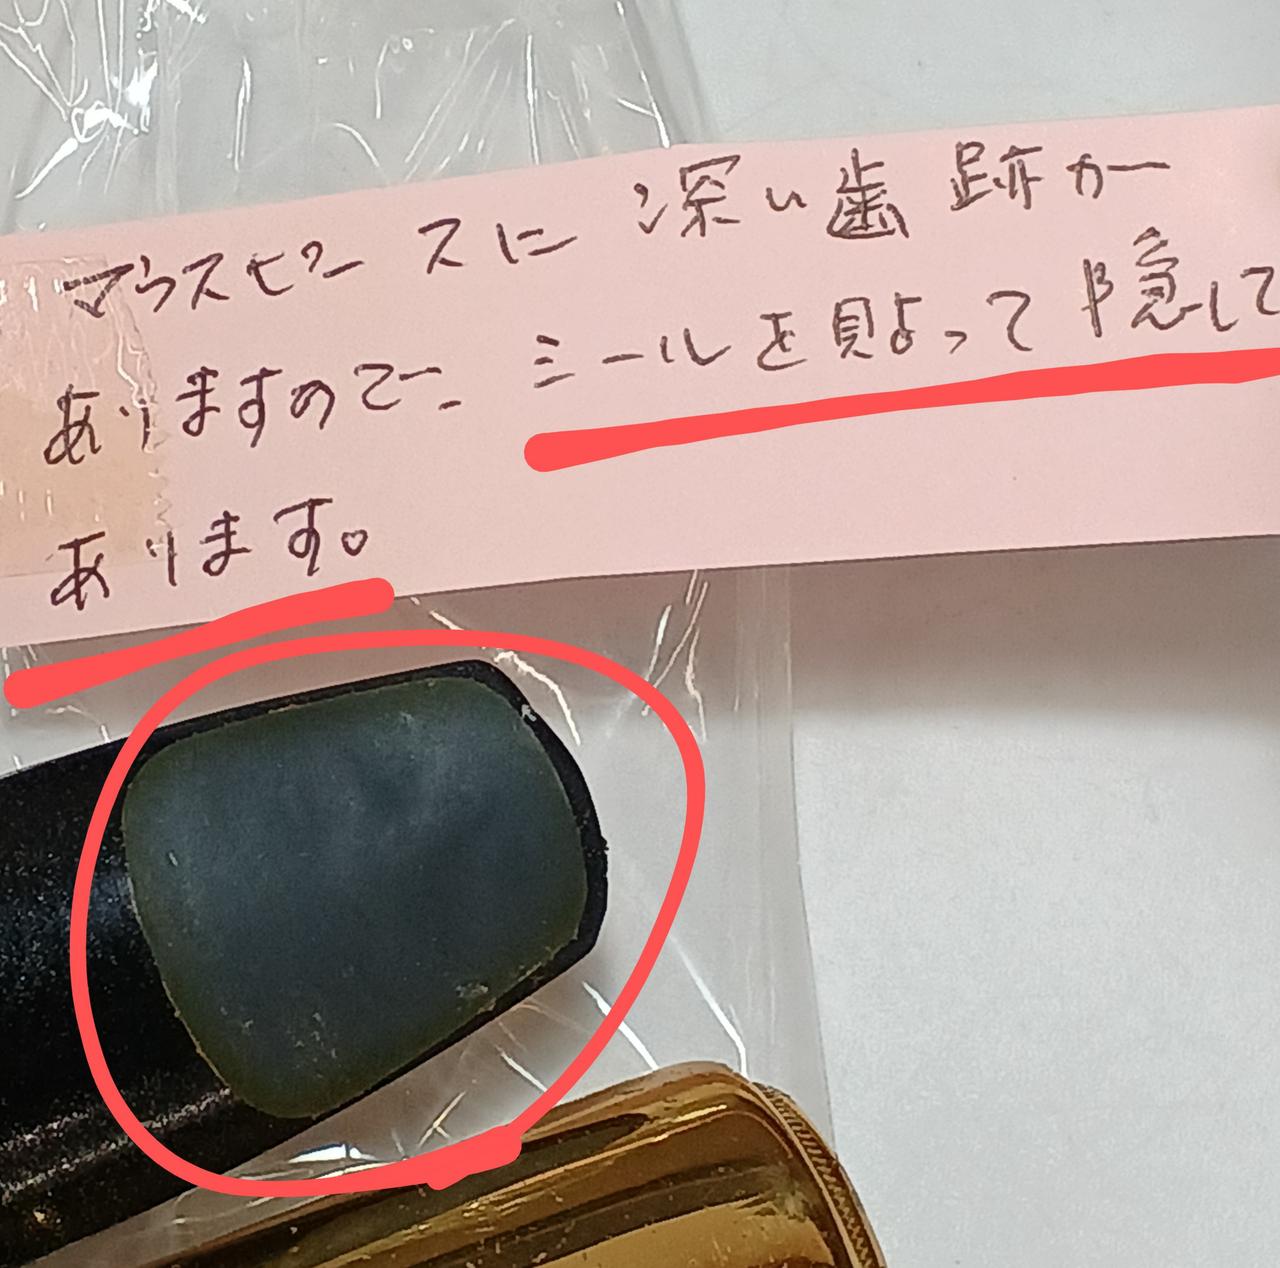 マウスピースに 深い歯跡が
ありますので、シールを貼って隠して
あります。